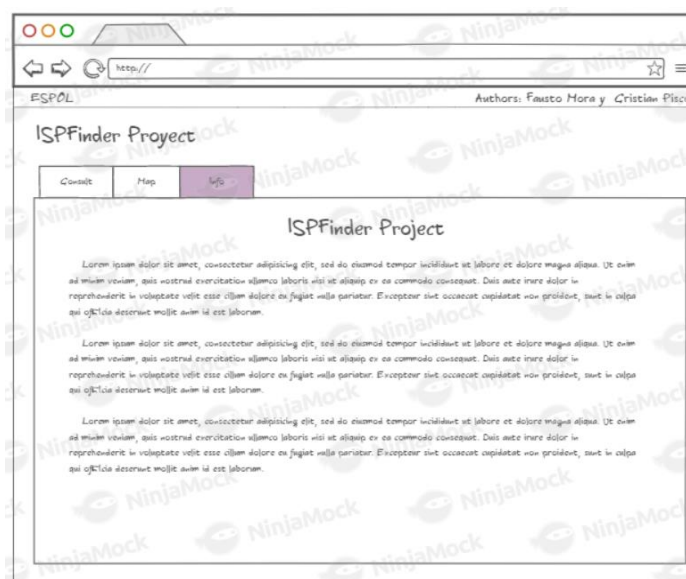 http://
ESPOL
Authors: Fausto Mora y Cristian Pisco
ISPFinder Proyect
Consult Map Info
ISPFinder Project
Lorem ipsum dolor sit amet, consectetur adipisicing elit, sed do eiusmod tempor incididunt ut labore et dolore magna aliqua. Ut enim
ad minim veniam, quis nostrud exercitation ullamco laboris nisi ut aliquip ex ea commodo consequat. Duis aute irure dolor in
reprehenderit in voluptate velit esse cillum dolore eu fugiat nulla pariatur. Excepteur sint occaecat cupidatat non proident, sunt in culpa
qui officia deserunt mollit anim id est laborum.
Lorem ipsum dolor sit amet, consectetur adipisicing elit, sed do eiusmod tempor incididunt ut labore et dolore magna aliqua. Ut enim
ad minim veniam, quis nostrud exercitation ullamco laboris nisi ut aliquip ex ea commodo consequat. Duis aute irure dolor in
reprehenderit in voluptate velit esse cillum dolore eu fugiat nulla pariatur. Excepteur sint occaecat cupidatat non proident, sunt in culpa
qui officia deserunt mollit anim id est laborum.
Lorem ipsum dolor sit amet, consectetur adipisicing elit, sed do eiusmod tempor incididunt ut labore et dolore magna aliqua. Ut enim
ad minim veniam, quis nostrud exercitation ullamco laboris nisi ut aliquip ex ea commodo consequat. Duis aute irure dolor in
reprehenderit in voluptate velit esse cillum dolore eu fugiat nulla pariatur. Excepteur sint occaecat cupidatat non proident, sunt in culpa
qui officia deserunt mollit anim id est laborum.
NinjaMock